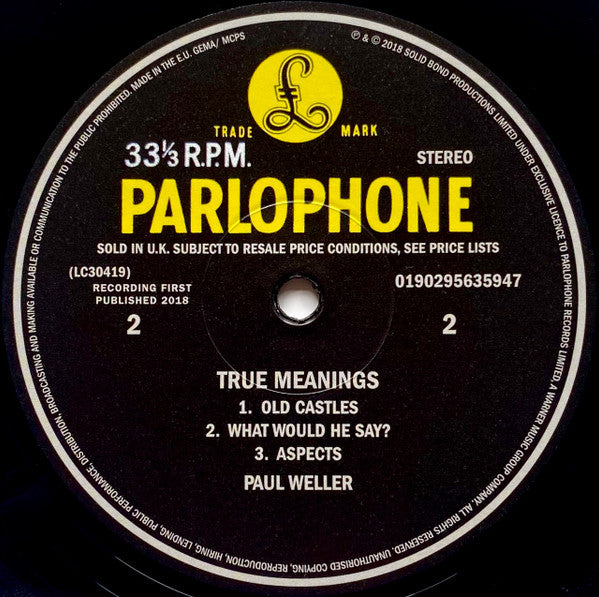 ℗ & © 2018 SOLID BOND PRODUCTIONS LIMITED UNDER EXCLUSIVE LICENCE TO PARLOPHONE RECORDS LIMITED, A WARNER MUSIC GROUP COMPANY. ALL RIGHTS RESERVED. UNAUTHORISED COPYING, REPRODUCTION, HIRING, LENDING, PUBLIC PERFORMANCE, DISTRIBUTION, BROADCASTING AND MAKING AVAILABLE OR COMMUNICATION TO THE PUBLIC PROHIBITED. MADE IN THE E.U. GEMA/ MCPS
£
TRADE MARK
33⅓ R.P.M.
STEREO
PARLOPHONE
SOLD IN U.K. SUBJECT TO RESALE PRICE CONDITIONS, SEE PRICE LISTS
(LC30419)
0190295635947
RECORDING FIRST
PUBLISHED 2018
2 2
TRUE MEANINGS
1. OLD CASTLES
2. WHAT WOULD HE SAY?
3. ASPECTS
PAUL WELLER